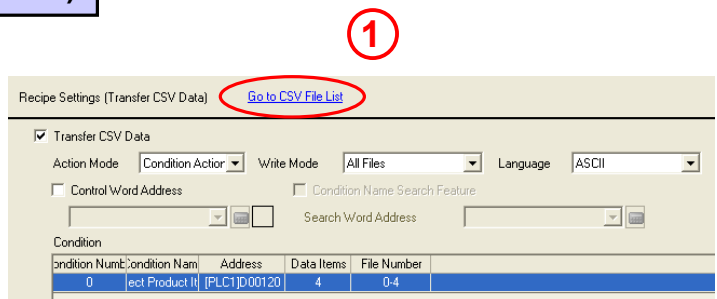 1
Recipe Settings (Transfer CSV Data) Go to CSV File List
Transfer CSV Data
Action Mode Condition Action Write Mode All Files Language ASCII
Control Word Address Condition Name Search Feature
Search Word Address
Condition
ondition Numb Condition Nam Address Data Items File Number
0 ect Product It [PLC1]D00120 4 0-4